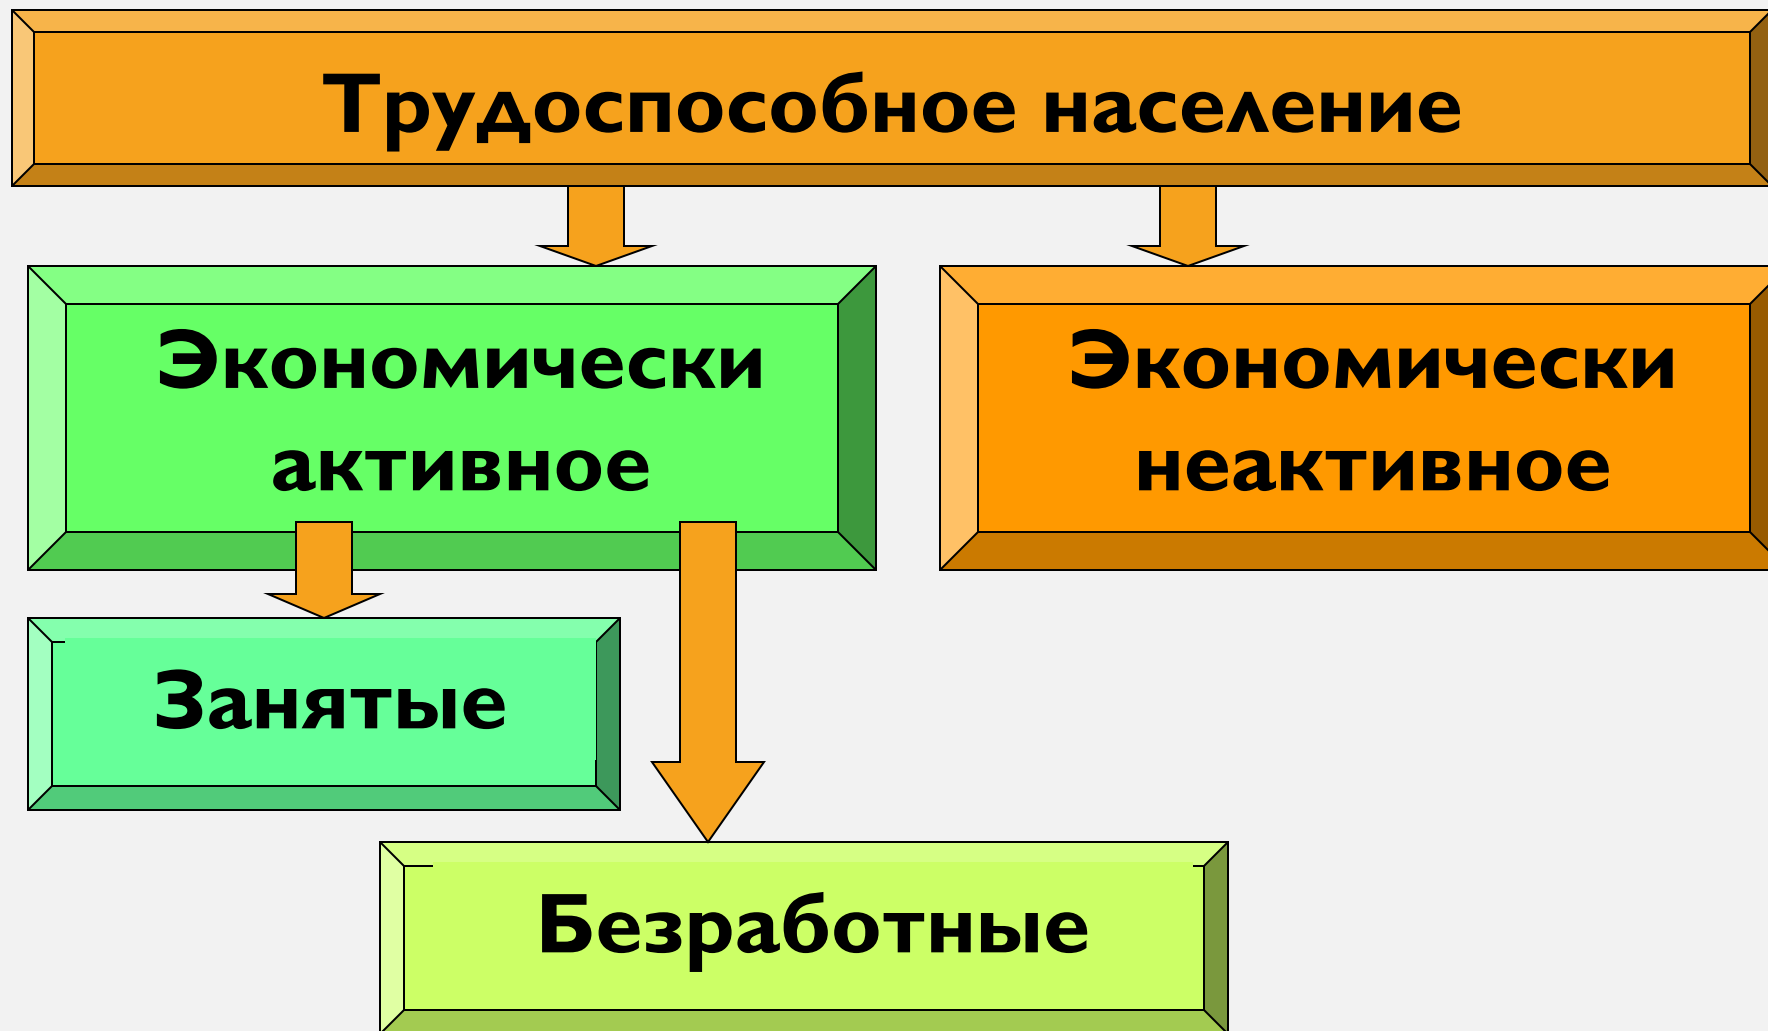 Трудоспособное население
Экономически
активное
Экономически
неактивное
Занятые
Безработные